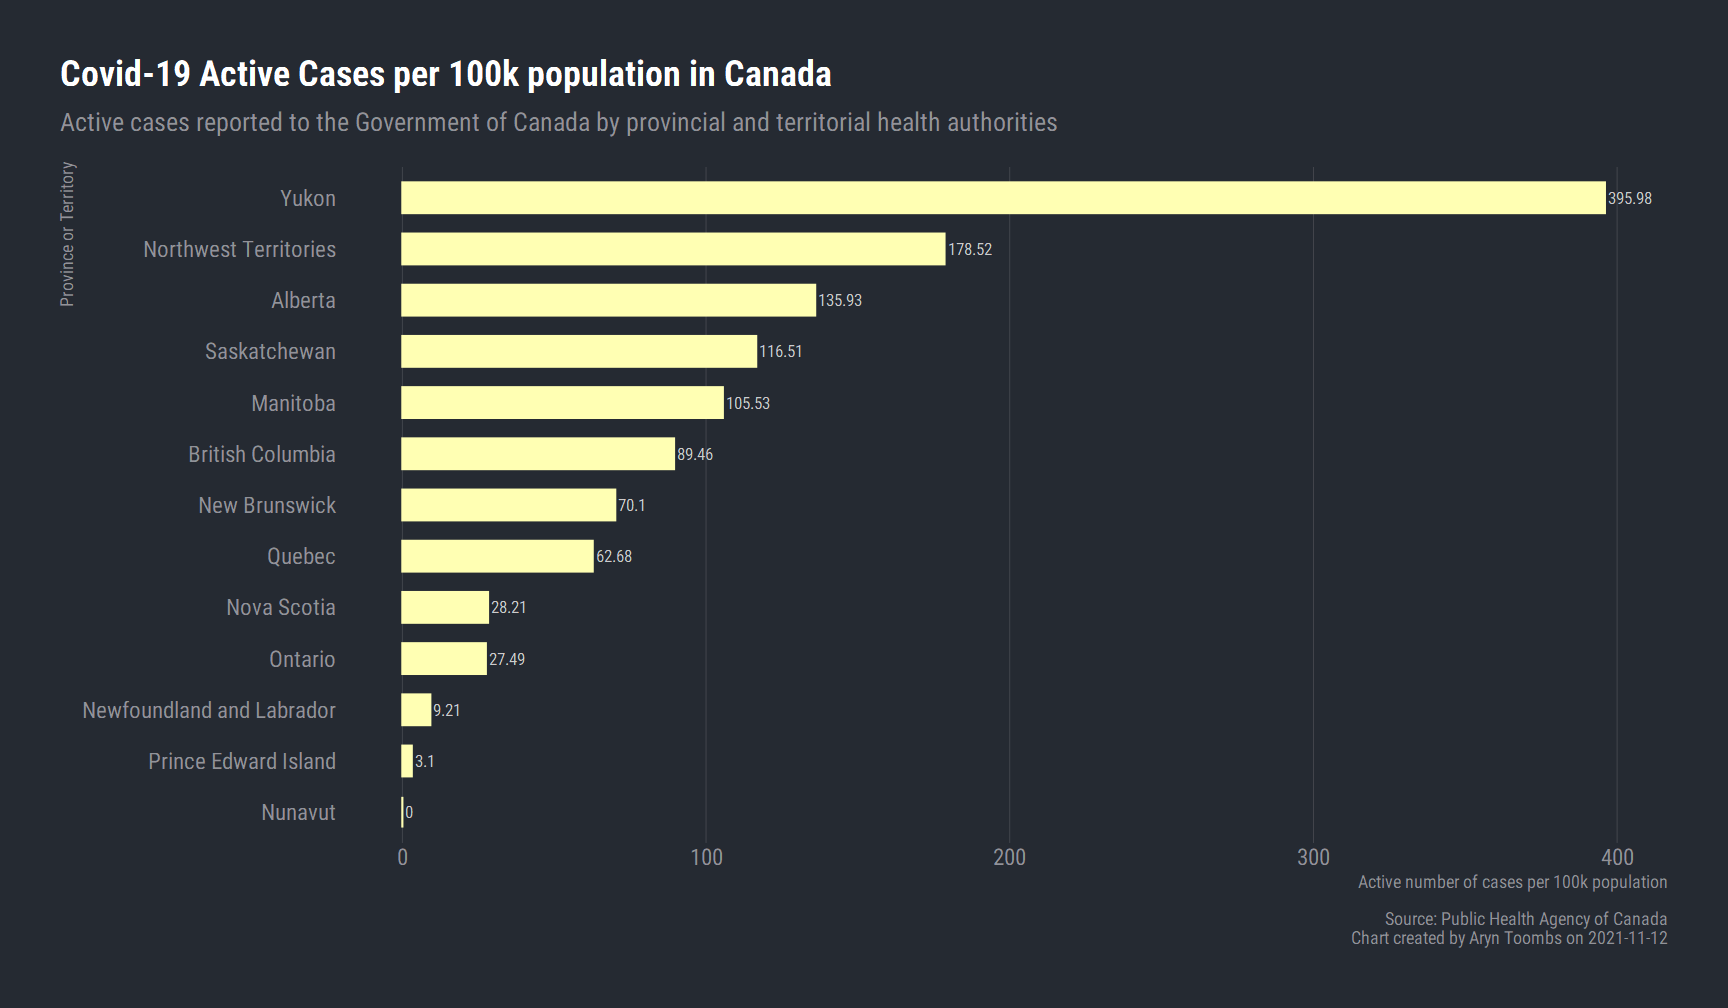 Covid-19 Active Cases per 100k population in Canada
Active cases reported to the Government of Canada by provincial and territorial health authorities
Province or Territory
Yukon 395.98
Northwest Territories 178.52
Alberta 135.93
Saskatchewan 116.51
Manitoba 105.53
British Columbia 89.46
New Brunswick 70.1
Quebec 62.68
Nova Scotia 28.21
Ontario 27.49
Newfoundland and Labrador 9.21
Prince Edward Island 3.1
Nunavut 0
0 100 200 300 400
Active number of cases per 100k population
Source: Public Health Agency of Canada
Chart created by Aryn Toombs on 2021-11-12